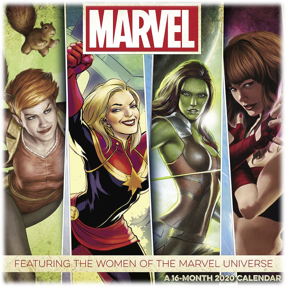 MARVEL
FEATURING THE WOMEN OF THE MARVEL UNIVERSE
A 16-MONTH 2020 CALENDAR